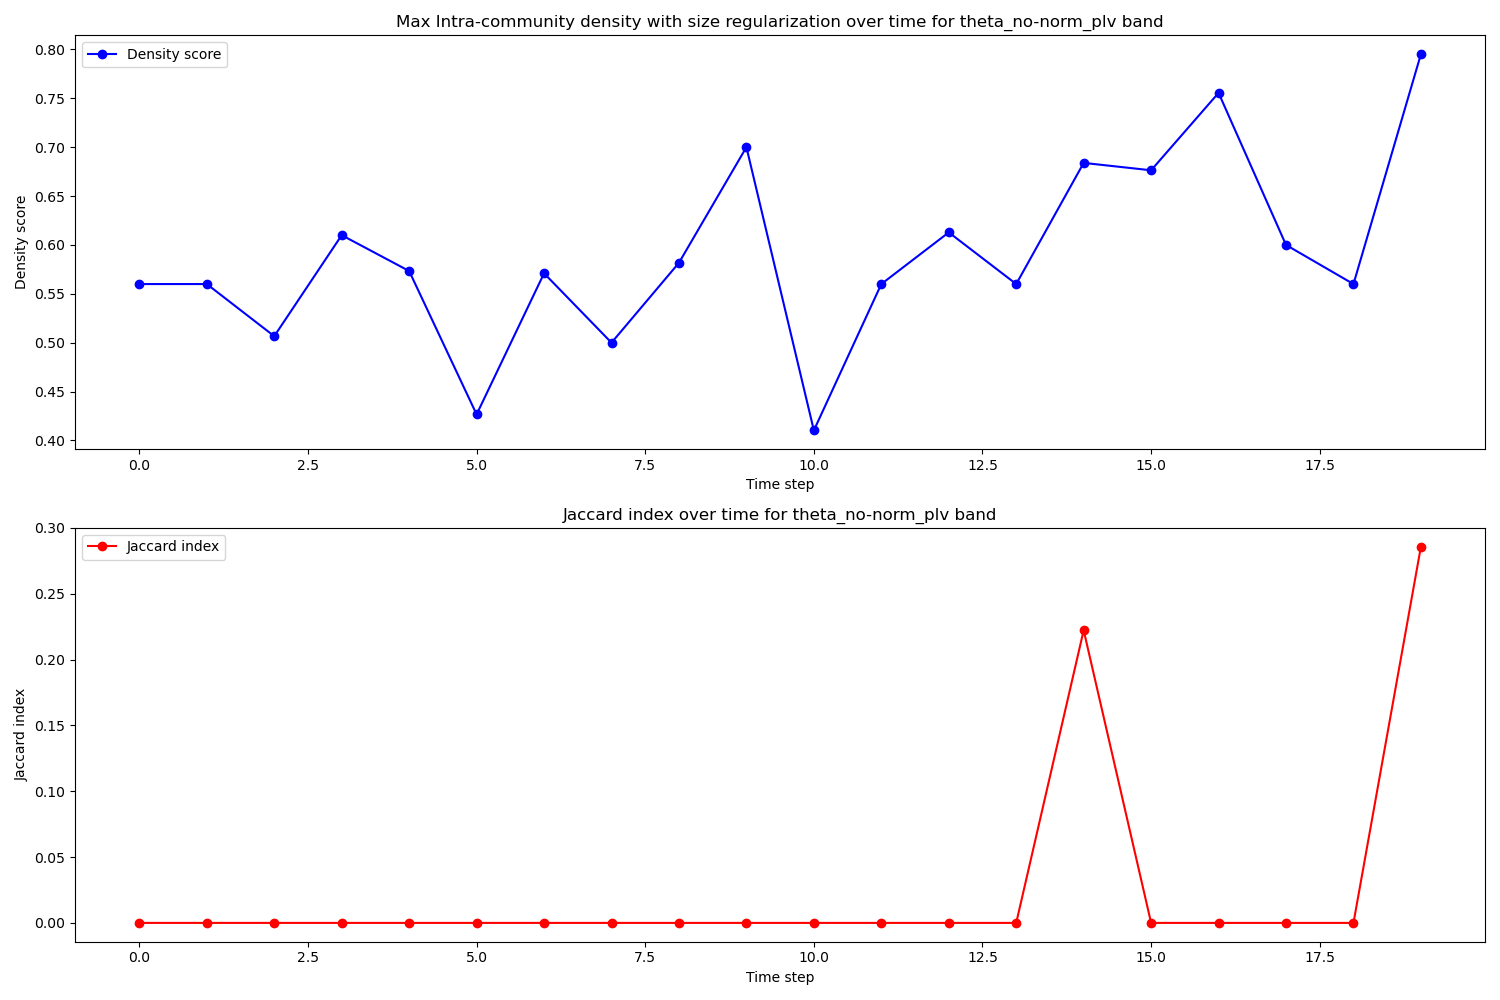 Max Intra-community density with size regularization over time for theta_no-norm_plv band
Density score
0.80
0.75
0.70
0.65
0.60
0.55
0.50
0.45
0.40
Density score
0.0 2.5 5.0 7.5 10.0 12.5 15.0 17.5
Time step
Jaccard index over time for theta_no-norm_plv band
Jaccard index
0.30
0.25
0.20
0.15
0.10
0.05
0.00
Jaccard index
0.0 2.5 5.0 7.5 10.0 12.5 15.0 17.5
Time step